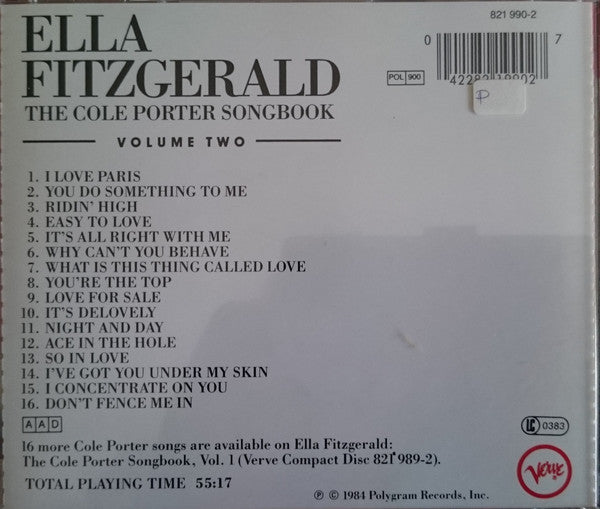 821 990-2
ELLA
FITZGERALD
THE COLE PORTER SONGBOOK
VOLUME TWO
0
7
POL 900
P
1. I LOVE PARIS
2. YOU DO SOMETHING TO ME
3. RIDIN' HIGH
4. EASY TO LOVE
5. IT'S ALL RIGHT WITH ME
6. WHY CAN'T YOU BEHAVE
7. WHAT IS THIS THING CALLED LOVE
8. YOU'RE THE TOP
9. LOVE FOR SALE
10. IT'S DELOVELY
11. NIGHT AND DAY
12. ACE IN THE HOLE
13. SO IN LOVE
14. I'VE GOT YOU UNDER MY SKIN
15. I CONCENTRATE ON YOU
16. DON'T FENCE ME IN
AAD
LC 0383
16 more Cole Porter songs are available on Ella Fitzgerald:
The Cole Porter Songbook, Vol. 1 (Verve Compact Disc 821 989-2).
TOTAL PLAYING TIME 55:17
Verve
℗ © 1984 Polygram Records, Inc.